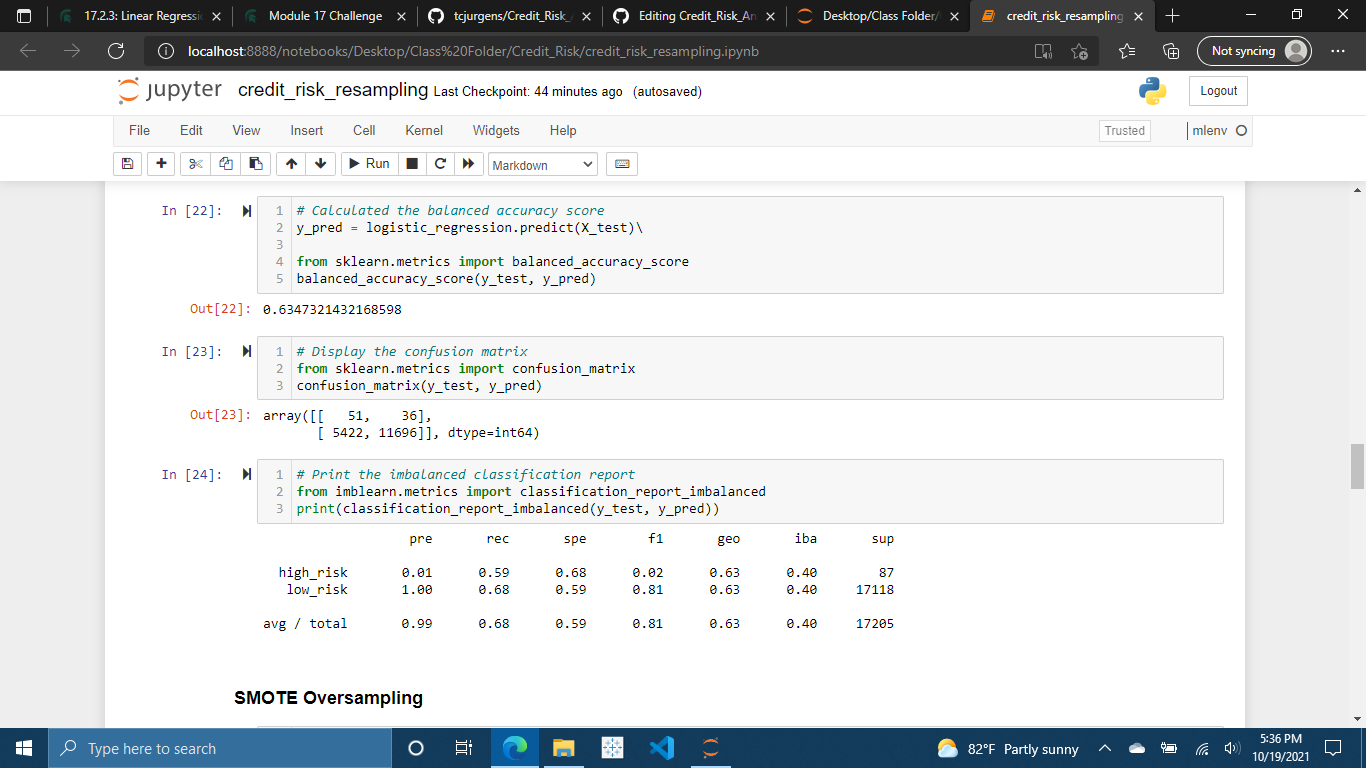 17.2.3: Linear Regressi
Module 17 Challenge
tcjurgens/Credit_Risk_
Editing Credit_Risk_An
Desktop/Class Folder/
credit_risk_resampling
localhost:8888/notebooks/Desktop/Class%20Folder/Credit_Risk/credit_risk_resampling.ipynb
Not syncing
jupyter credit_risk_resampling Last Checkpoint: 44 minutes ago (autosaved)
Logout
File Edit View Insert Cell Kernel Widgets Help
Trusted
mlenv
Run
Markdown
In [22]:
1 # Calculated the balanced accuracy score
2 y_pred = logistic_regression.predict(X_test)\
3
4 from sklearn.metrics import balanced_accuracy_score
5 balanced_accuracy_score(y_test, y_pred)
Out[22]: 0.6347321432168598
In [23]:
1 # Display the confusion matrix
2 from sklearn.metrics import confusion_matrix
3 confusion_matrix(y_test, y_pred)
Out[23]: array([[   51,    36],
[ 5422, 11696]], dtype=int64)
In [24]:
1 # Print the imbalanced classification report
2 from imblearn.metrics import classification_report_imbalanced
3 print(classification_report_imbalanced(y_test, y_pred))
pre rec spe f1 geo iba sup
high_risk 0.01 0.59 0.68 0.02 0.63 0.40 87
low_risk 1.00 0.68 0.59 0.81 0.63 0.40 17118
avg / total 0.99 0.68 0.59 0.81 0.63 0.40 17205
SMOTE Oversampling
Type here to search
82°F Partly sunny
5:36 PM
10/19/2021